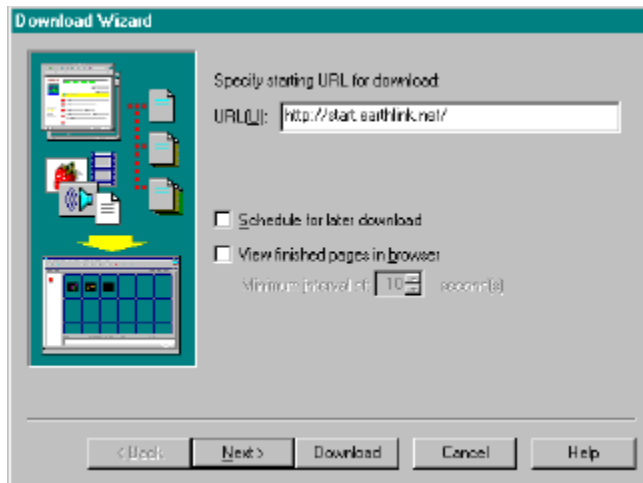 Download Wizard
Specify starting URL for download:
URL(U): http://start.earthlink.net/
Schedule for later download
View finished pages in browser
Minimum interval of: 10 second(s)
< Back Next > Download Cancel Help